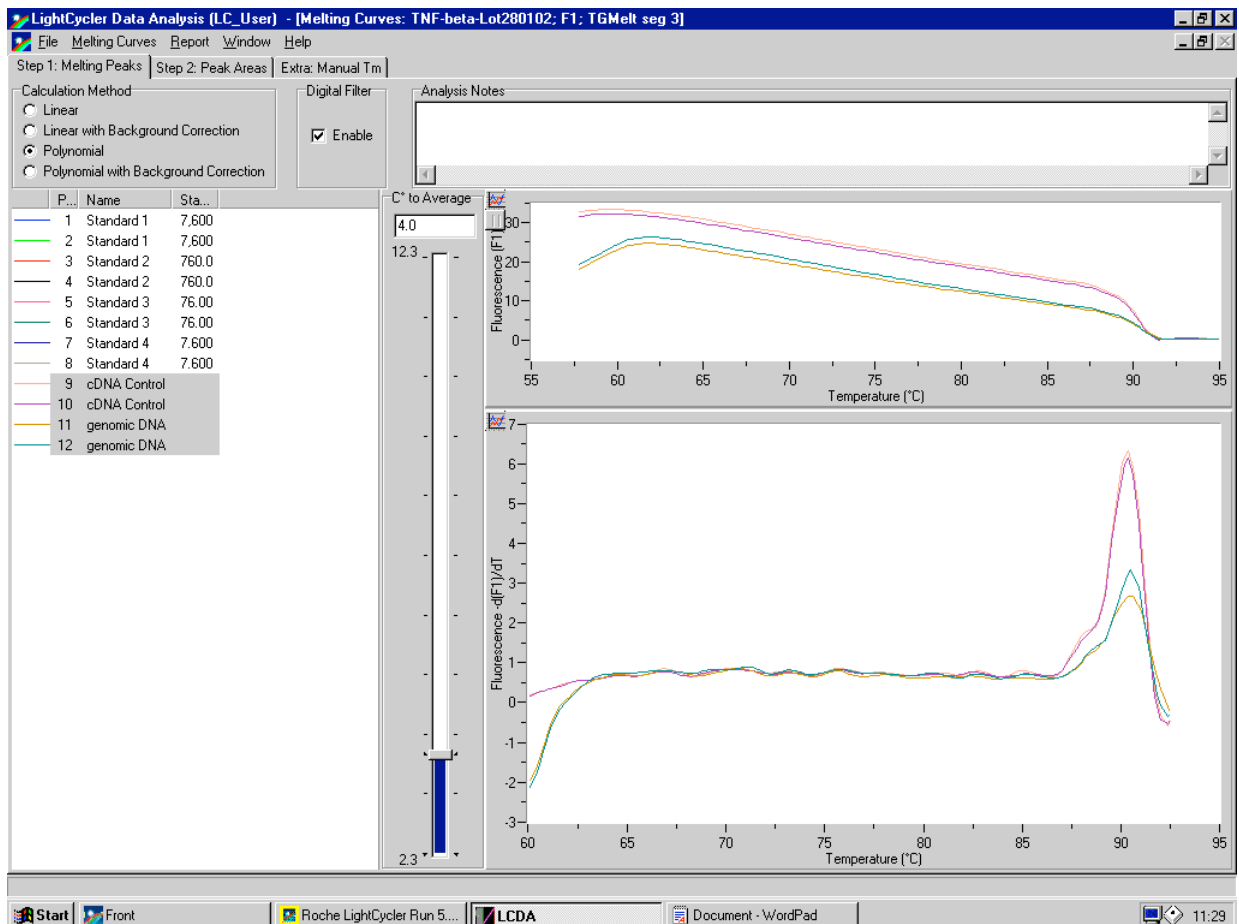 LightCycler Data Analysis (LC_User) - [Melting Curves: TNF-beta-Lot280102; F1; TGMelt seg 3]
File Melting Curves Report Window Help
Step 1: Melting Peaks Step 2: Peak Areas Extra: Manual Tm
Calculation Method
Linear
Linear with Background Correction
Polynomial
Polynomial with Background Correction
Digital Filter
Enable
Analysis Notes
P... Name Sta...
1 Standard 1 7,600
2 Standard 1 7,600
3 Standard 2 760.0
4 Standard 2 760.0
5 Standard 3 76.00
6 Standard 3 76.00
7 Standard 4 7.600
8 Standard 4 7.600
9 cDNA Control
10 cDNA Control
11 genomic DNA
12 genomic DNA
C° to Average
4.0
12.3
2.3
Fluorescence (F1)
30
20
10
0
55 60 65 70 75 80 85 90 95
Temperature (°C)
Fluorescence -d(F1)/dT
7
6
5
4
3
2
1
0
-1
-2
-3
60 65 70 75 80 85 90 95
Temperature (°C)
Start Front Roche LightCycler Run 5.... LCDA Document - WordPad 11:29